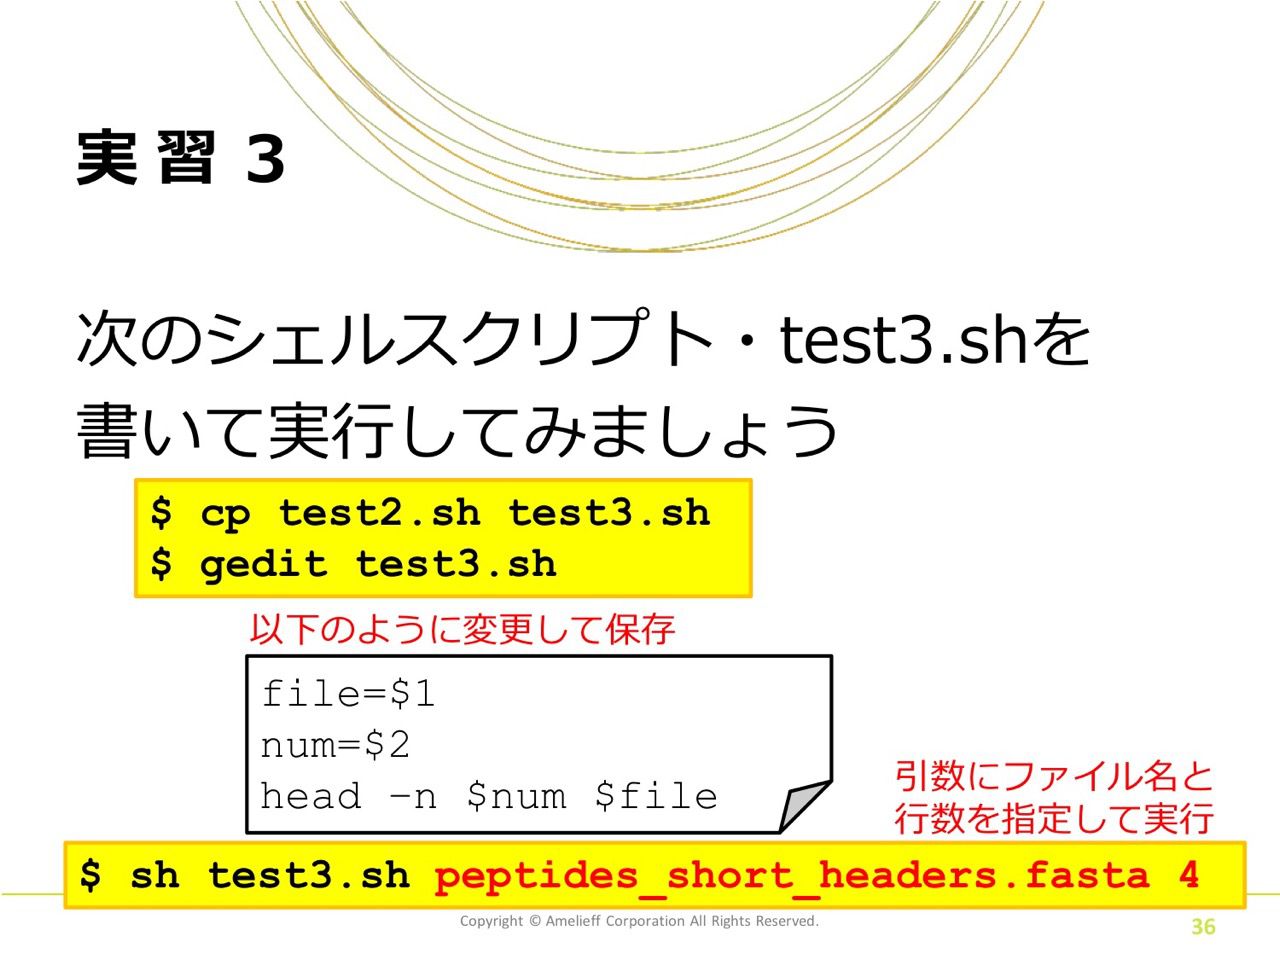 実習3
次のシェルスクリプト・test3.shを
書いて実行してみましょう
$ cp test2.sh test3.sh
$ gedit test3.sh
以下のように変更して保存
file=$1
num=$2
head –n $num $file
引数にファイル名と
行数を指定して実行
$ sh test3.sh peptides_short_headers.fasta 4
Copyright © Amelieff Corporation All Rights Reserved.
36